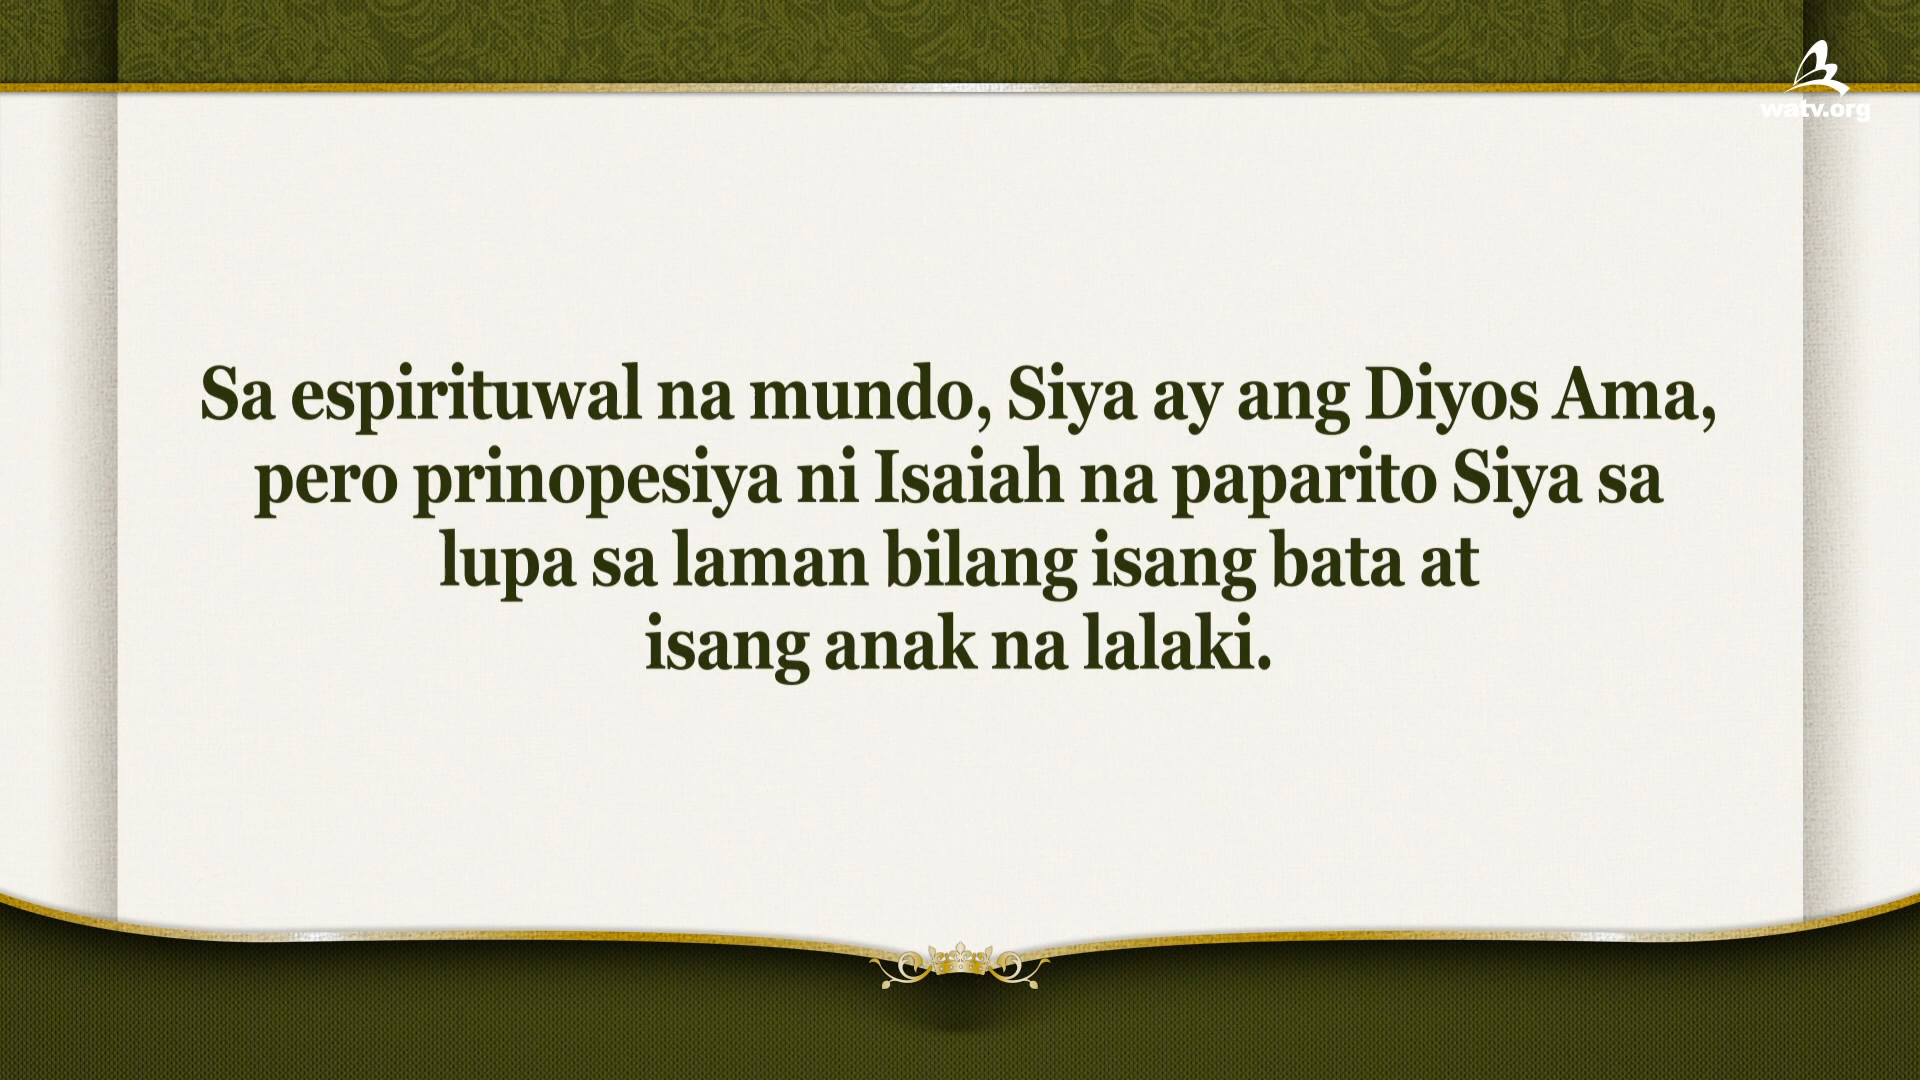 watv.org
Sa espirituwal na mundo, Siya ay ang Diyos Ama,
pero prinopesiya ni Isaiah na paparito Siya sa
lupa sa laman bilang isang bata at
isang anak na lalaki.